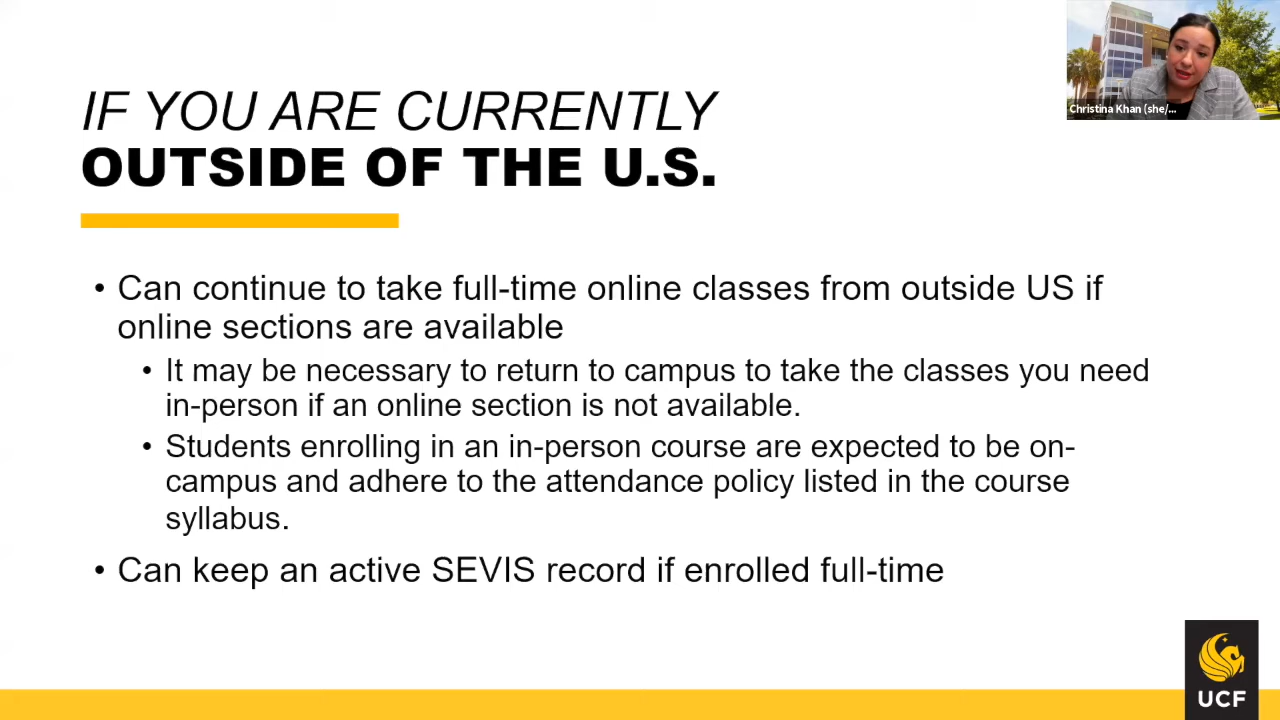 Christina Khan (she/...
IF YOU ARE CURRENTLY
OUTSIDE OF THE U.S.
• Can continue to take full-time online classes from outside US if
online sections are available
• It may be necessary to return to campus to take the classes you need
in-person if an online section is not available.
• Students enrolling in an in-person course are expected to be on-
campus and adhere to the attendance policy listed in the course
syllabus.
• Can keep an active SEVIS record if enrolled full-time
UCF